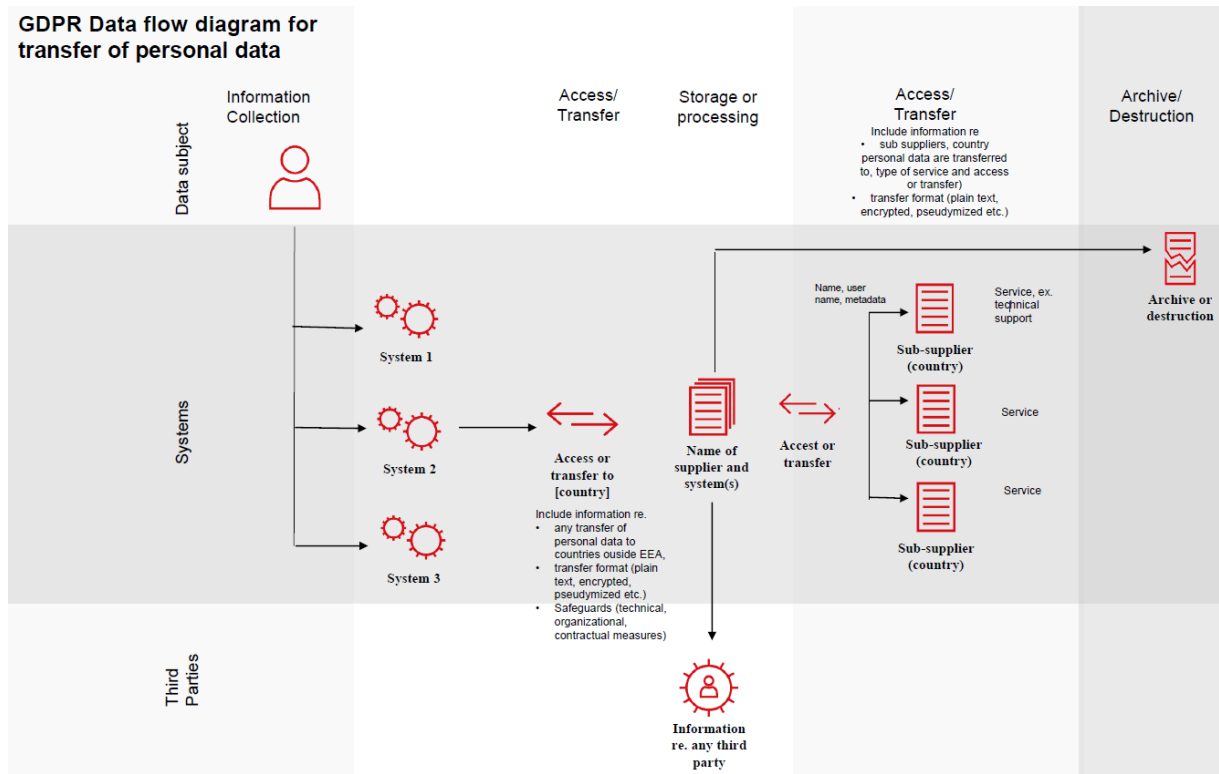 GDPR Data flow diagram for
transfer of personal data
Information
Collection
Access/
Transfer
Storage or
processing
Access/
Transfer
Include information re
• sub suppliers, country
personal data are transferred
to, type of service and access
or transfer)
• transfer format (plain text,
encrypted, pseudymized etc.)
Archive/
Destruction
Data subject
Systems
System 1
System 2
System 3
Access or
transfer to
[country]
Include information re.
• any transfer of
personal data to
countries ouside EEA,
• transfer format (plain
text, encrypted,
pseudymized etc.)
• Safeguards (technical,
organizational,
contractual measures)
Name of
supplier and
system(s)
Accest or
transfer
Name, user
name, metadata
Service, ex.
technical
support
Sub-supplier
(country)
Service
Sub-supplier
(country)
Service
Sub-supplier
(country)
Archive or
destruction
Third
Parties
Information
re. any third
party